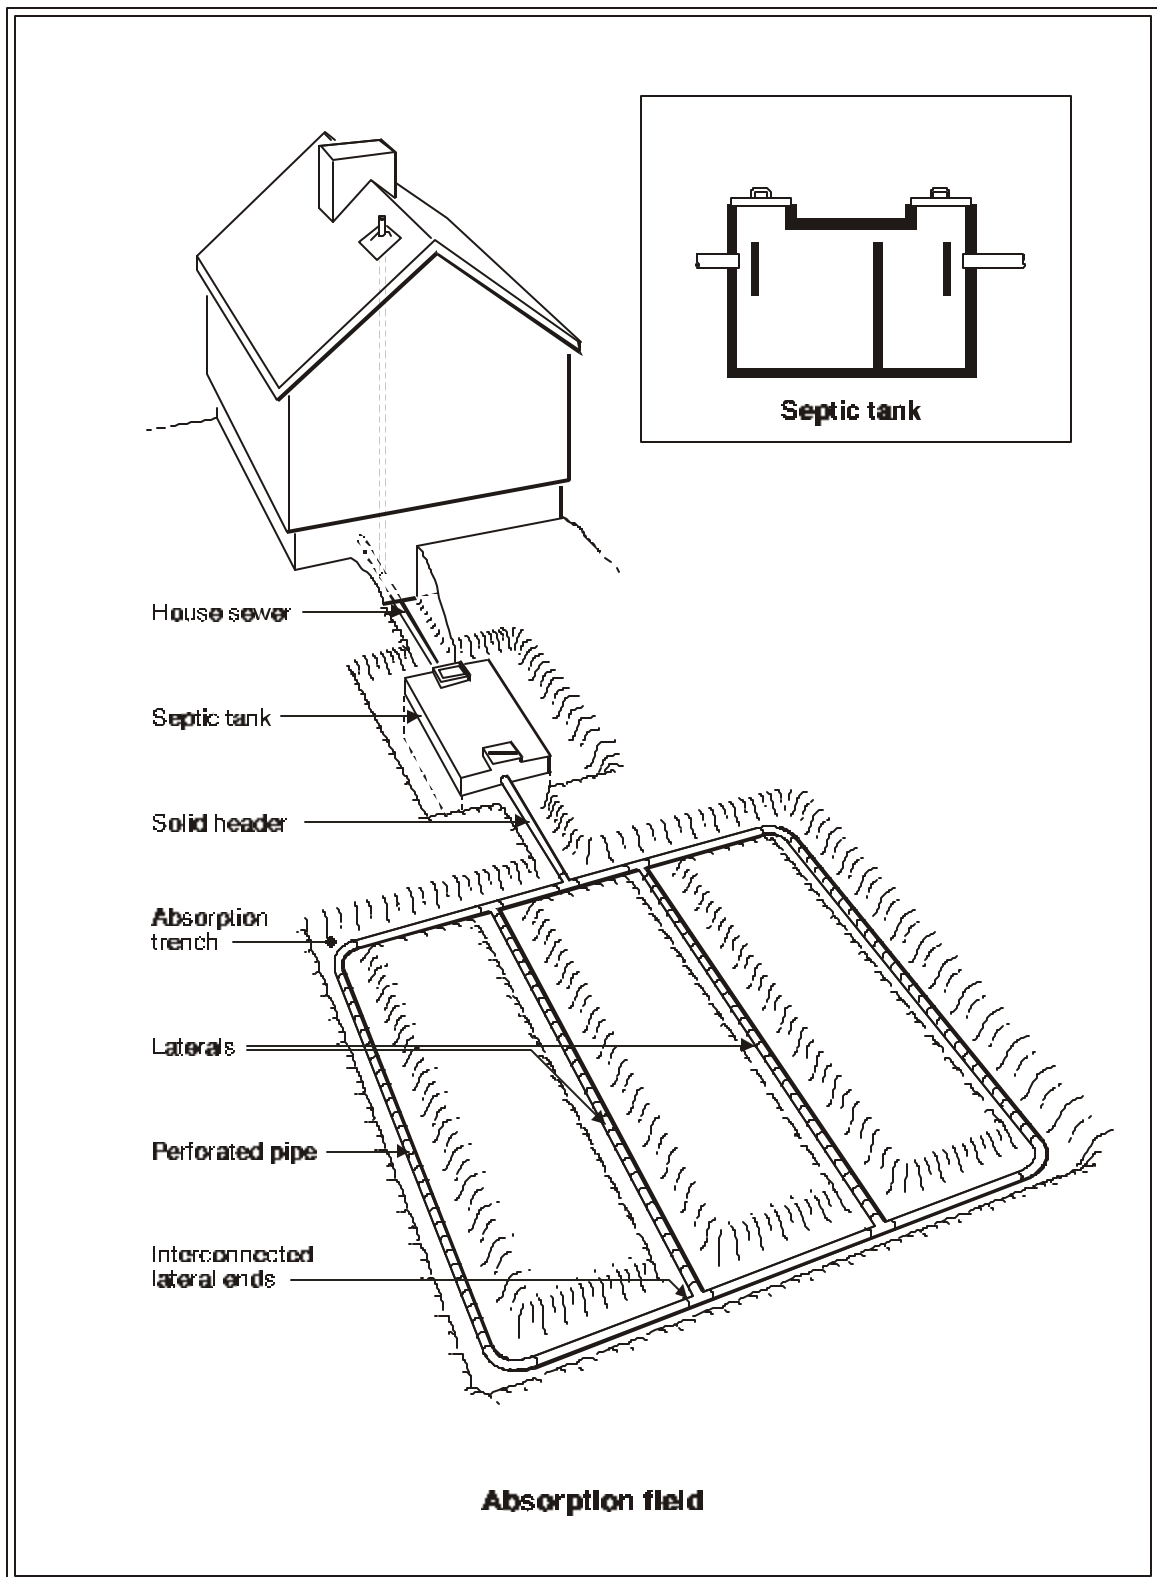 Septic tank
House sewer
Septic tank
Solid header
Absorption
trench
Laterals
Perforated pipe
Interconnected
lateral ends
Absorption field